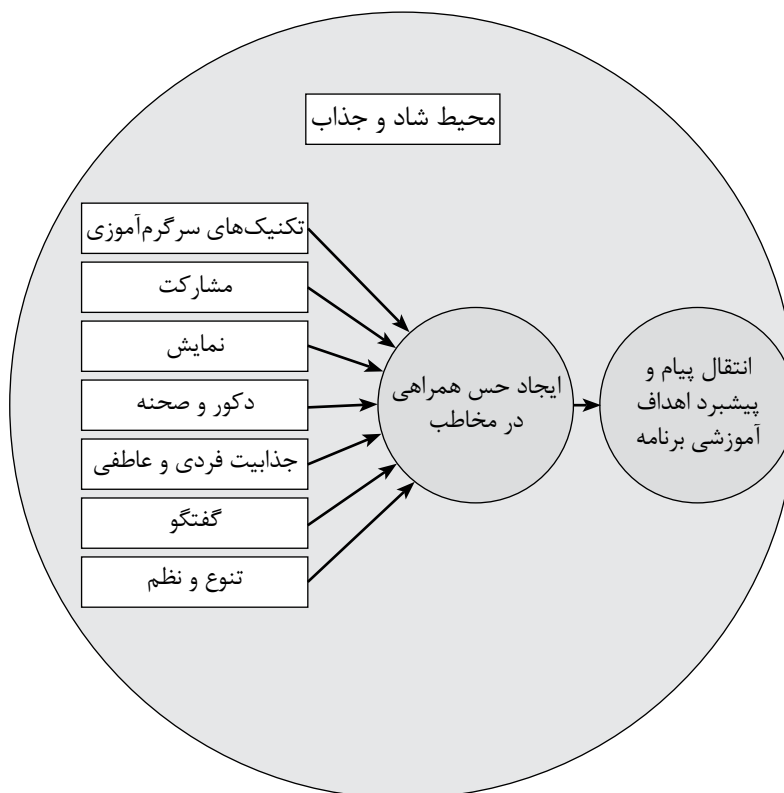 محیط شاد و جذاب
تکنیک‌های سرگرم‌آموزی
مشارکت
نمایش
دکور و صحنه
جذابیت فردی و عاطفی
گفتگو
تنوع و نظم
ایجاد حس همراهی
در مخاطب
انتقال پیام و
پیشبرد اهداف
آموزشی برنامه